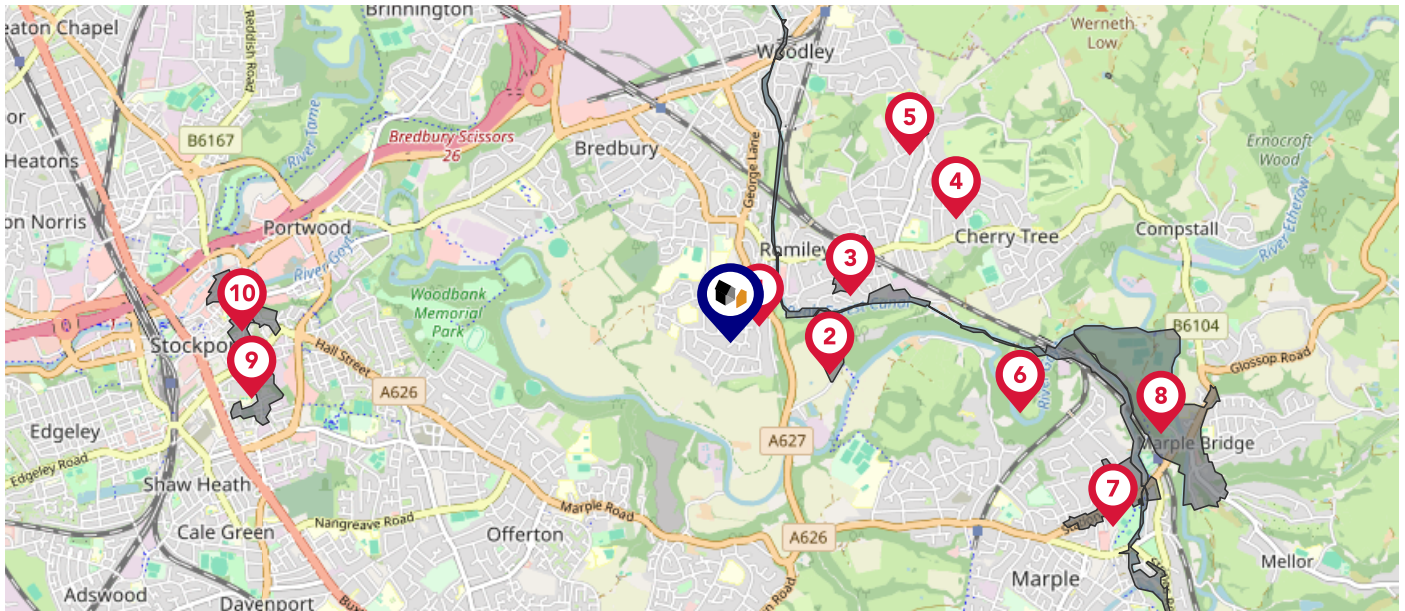 Brinnington
eaton Chapel
Reddish Road
Woodley
Werneth
Low
or
B6167
River Tame
Bredbury Scissors
26
Bredbury
George Lane
5
Ernocroft
Wood
Heatons
4
on Norris
Portwood
Romiley
Cherry Tree
Compstall
River Etherow
3
River Goyt
10
Woodbank
Memorial
Park
Canal
B6104
2
Stockpo
Hall Street
9
Glossop Road
6
A626
8
Edgeley
A627
Marple Bridge
Edgeley Road
Shaw Heath
7
Marple Road
Nangreave Road
Cale Green
Offerton
A626
Mellor
Marple
Adswood
Davenport